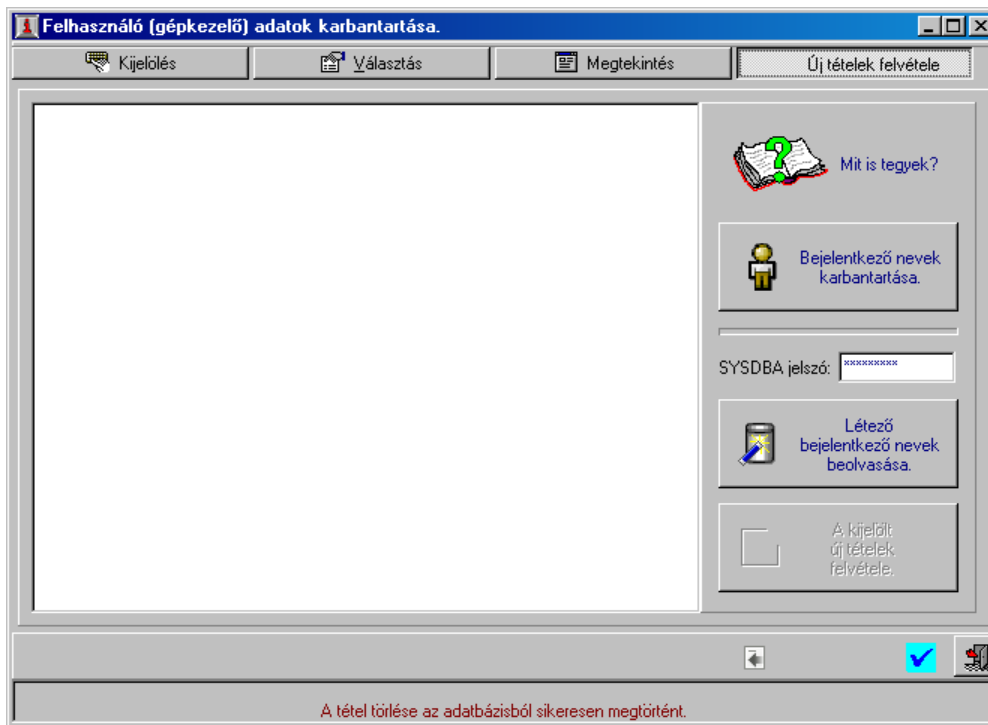 Felhasználó (gépkezelő) adatok karbantartása.
Kijelölés
Választás
Megtekintés
Új tételek felvétele
Mit is tegyek?
Bejelentkező nevek
karbantartása.
SYSDBA jelszó: *********
Létező
bejelentkező nevek
beolvasása.
A kijelölt
új tételek
felvétele.
A tétel törlése az adatbázisból sikeresen megtörtént.